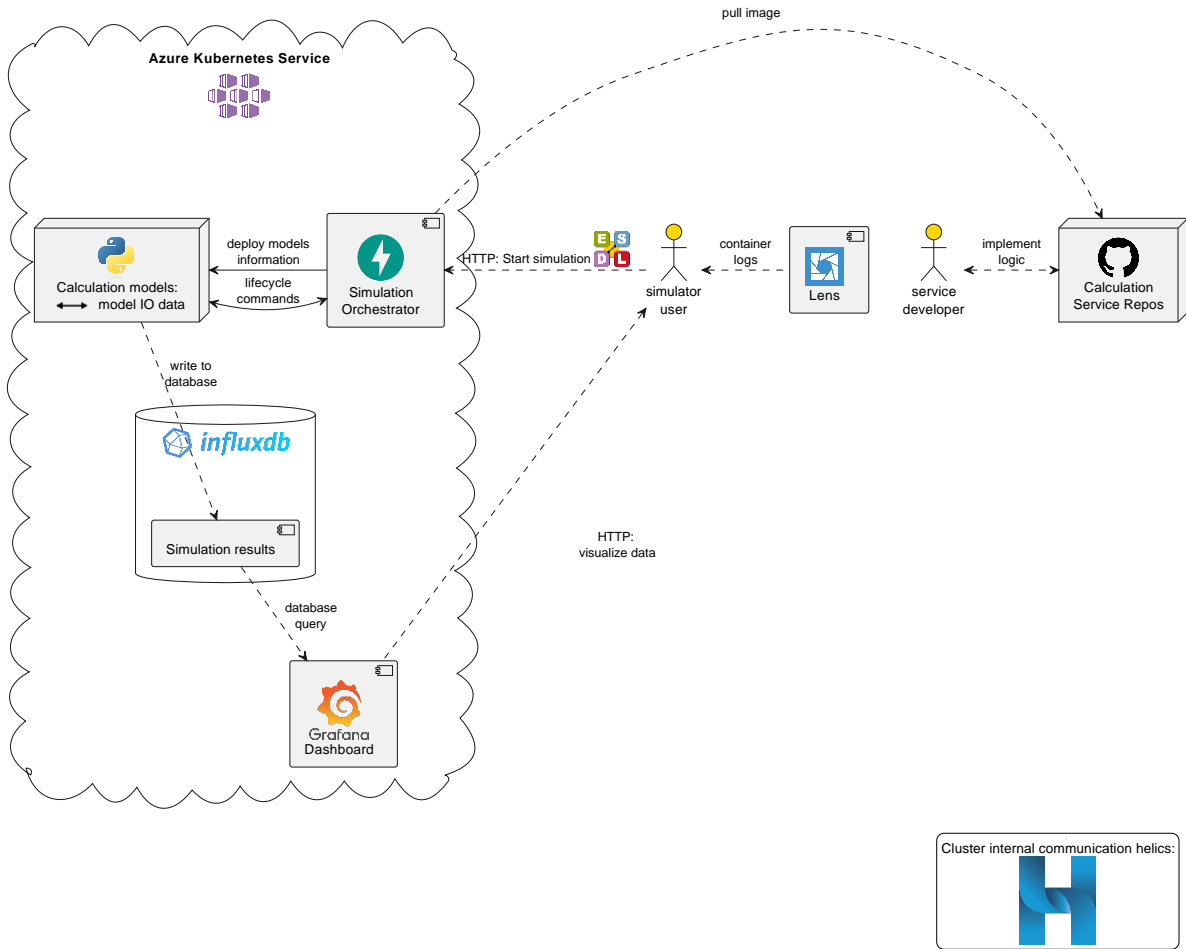 pull image
Azure Kubernetes Service
deploy models
information
lifecycle
commands
Calculation models:
model IO data
Simulation
Orchestrator
HTTP: Start simulation
E S
D L
simulator
user
container
logs
Lens
service
developer
implement
logic
Calculation
Service Repos
write to
database
influxdb
Simulation results
HTTP:
visualize data
database
query
Grafana
Dashboard
Cluster internal communication helics:
H